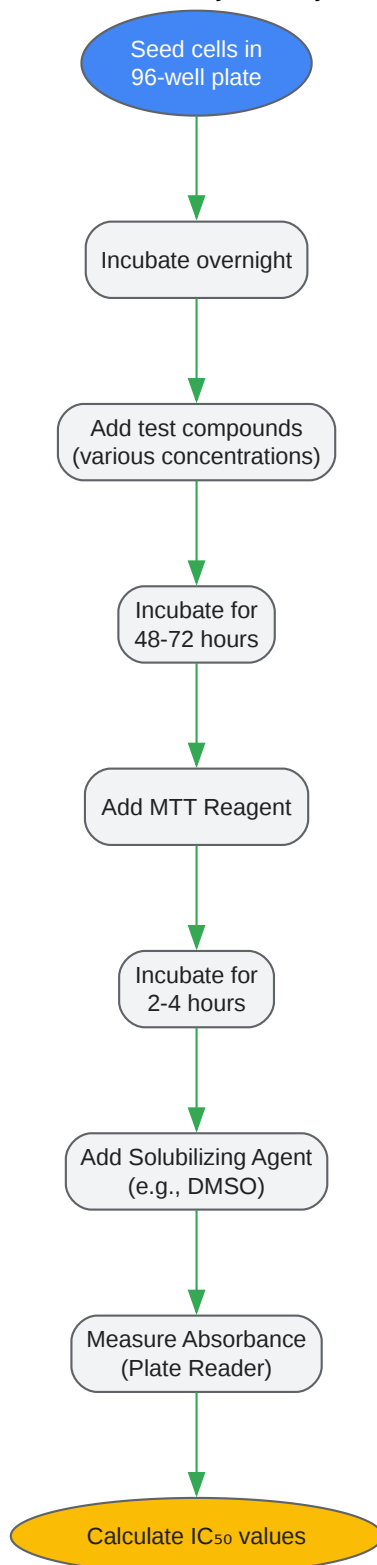 Seed cells in
96-well plate
Incubate overnight
Add test compounds
(various concentrations)
Incubate for
48-72 hours
Add MTT Reagent
Incubate for
2-4 hours
Add Solubilizing Agent
(e.g., DMSO)
Measure Absorbance
(Plate Reader)
Calculate IC₅₀ values